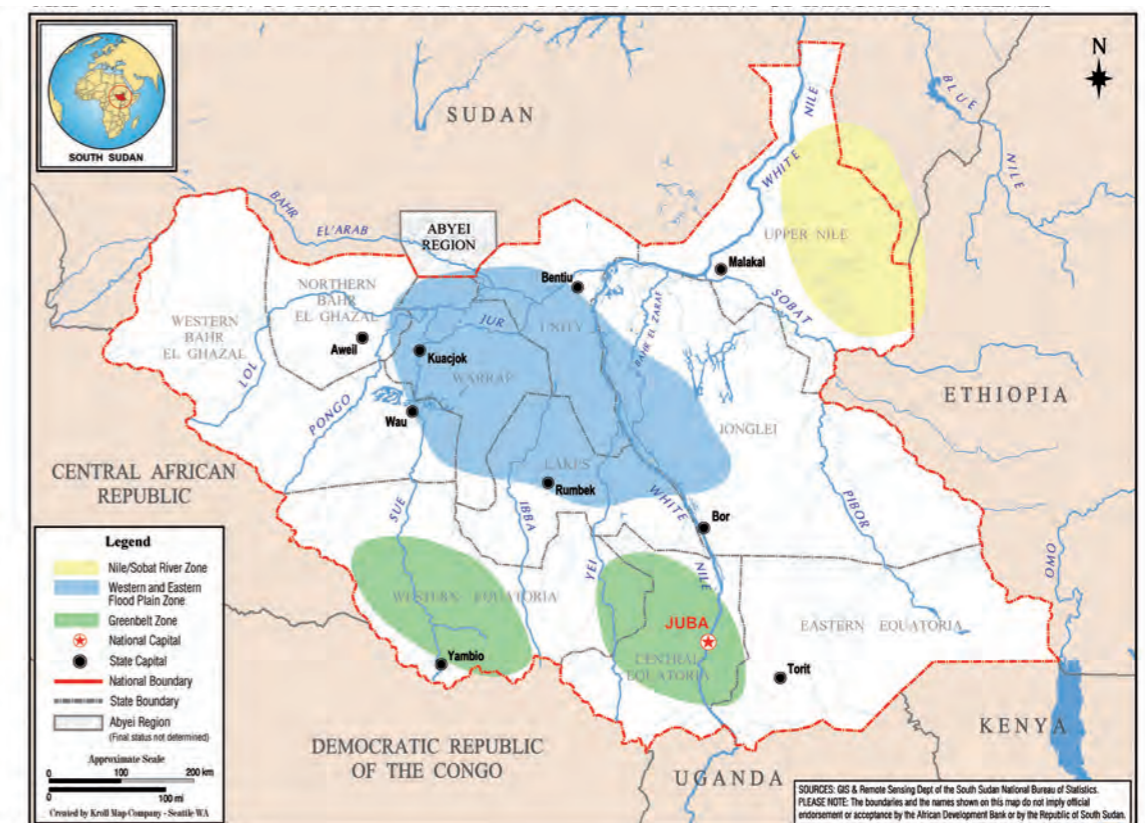 SOUTH SUDAN
N
SUDAN
BLUE
NILE
NILE
WHITE
UPPER NILE
BAHR
EL'ARAB
ABYEI
REGION
Malakal
Bentiu
SOBAT
NORTHERN
BAHR
EL GHAZAL
WESTERN
BAHR
EL GHAZAL
JUR
UNITY
BAHR EL ZARAF
Aweil
Kuacjok
WARRAP
LOL
PONGO
Wau
ETHIOPIA
JONGLEI
CENTRAL AFRICAN
REPUBLIC
LAKES
Rumbek
WHITE
SUE
IBBA
Bor
PIBOR
OMO
YEI
NILE
WESTERN EQUATORIA
JUBA
EASTERN EQUATORIA
CENTRAL
EQUATORIA
Yambio
Torit
KENYA
DEMOCRATIC REPUBLIC
OF THE CONGO
UGANDA
Legend
Nile/Sobat River Zone
Western and Eastern
Flood Plain Zone
Greenbelt Zone
National Capital
State Capital
National Boundary
State Boundary
Abyei Region
(Final status not determined)
Approximate Scale
0 100 200 km
0 100 mi
Created by Kroll Map Company - Seattle WA
SOURCES: GIS & Remote Sensing Dept of the South Sudan National Bureau of Statistics.
PLEASE NOTE: The boundaries and the names shown on this map do not imply official
endorsement or acceptance by the African Development Bank or by the Republic of South Sudan.